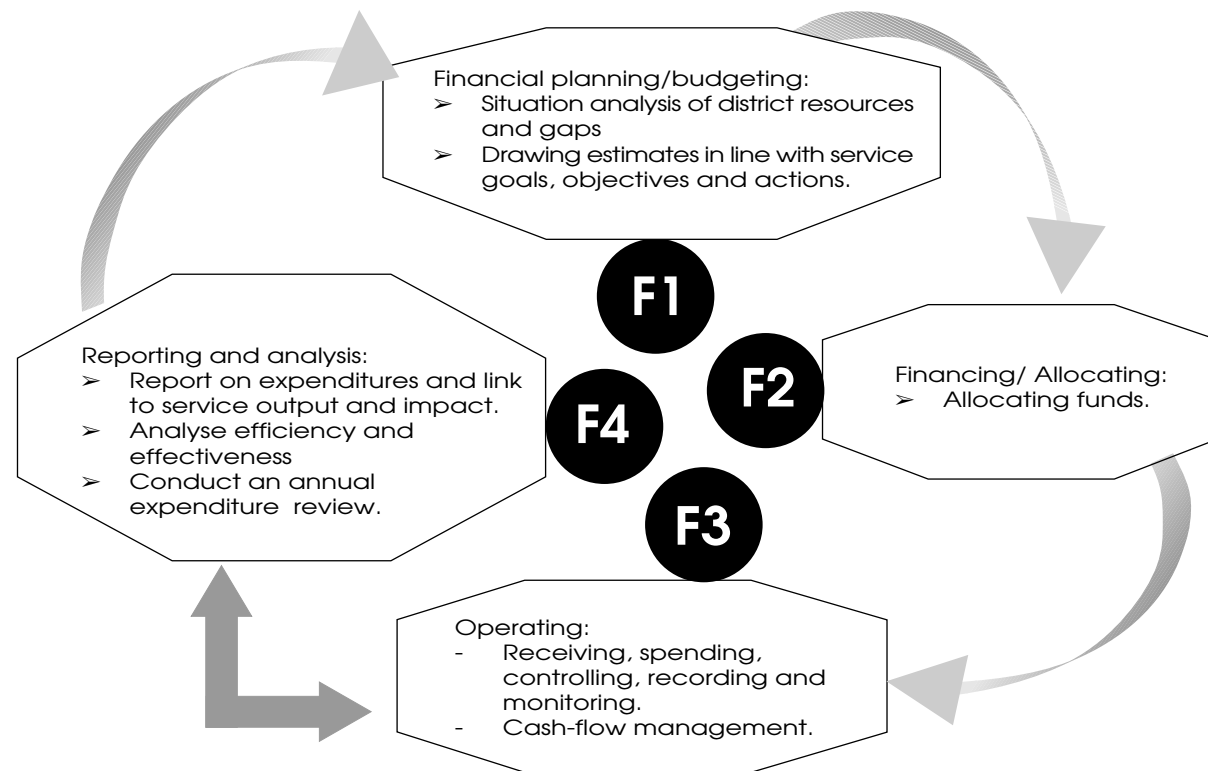 Financial planning/budgeting:
➢ Situation analysis of district resources
and gaps
➢ Drawing estimates in line with service
goals, objectives and actions.
F1
F2
Financing/ Allocating:
➢ Allocating funds.
F3
Operating:
- Receiving, spending,
controlling, recording and
monitoring.
- Cash-flow management.
F4
Reporting and analysis:
➢ Report on expenditures and link
to service output and impact.
➢ Analyse efficiency and
effectiveness
➢ Conduct an annual
expenditure review.